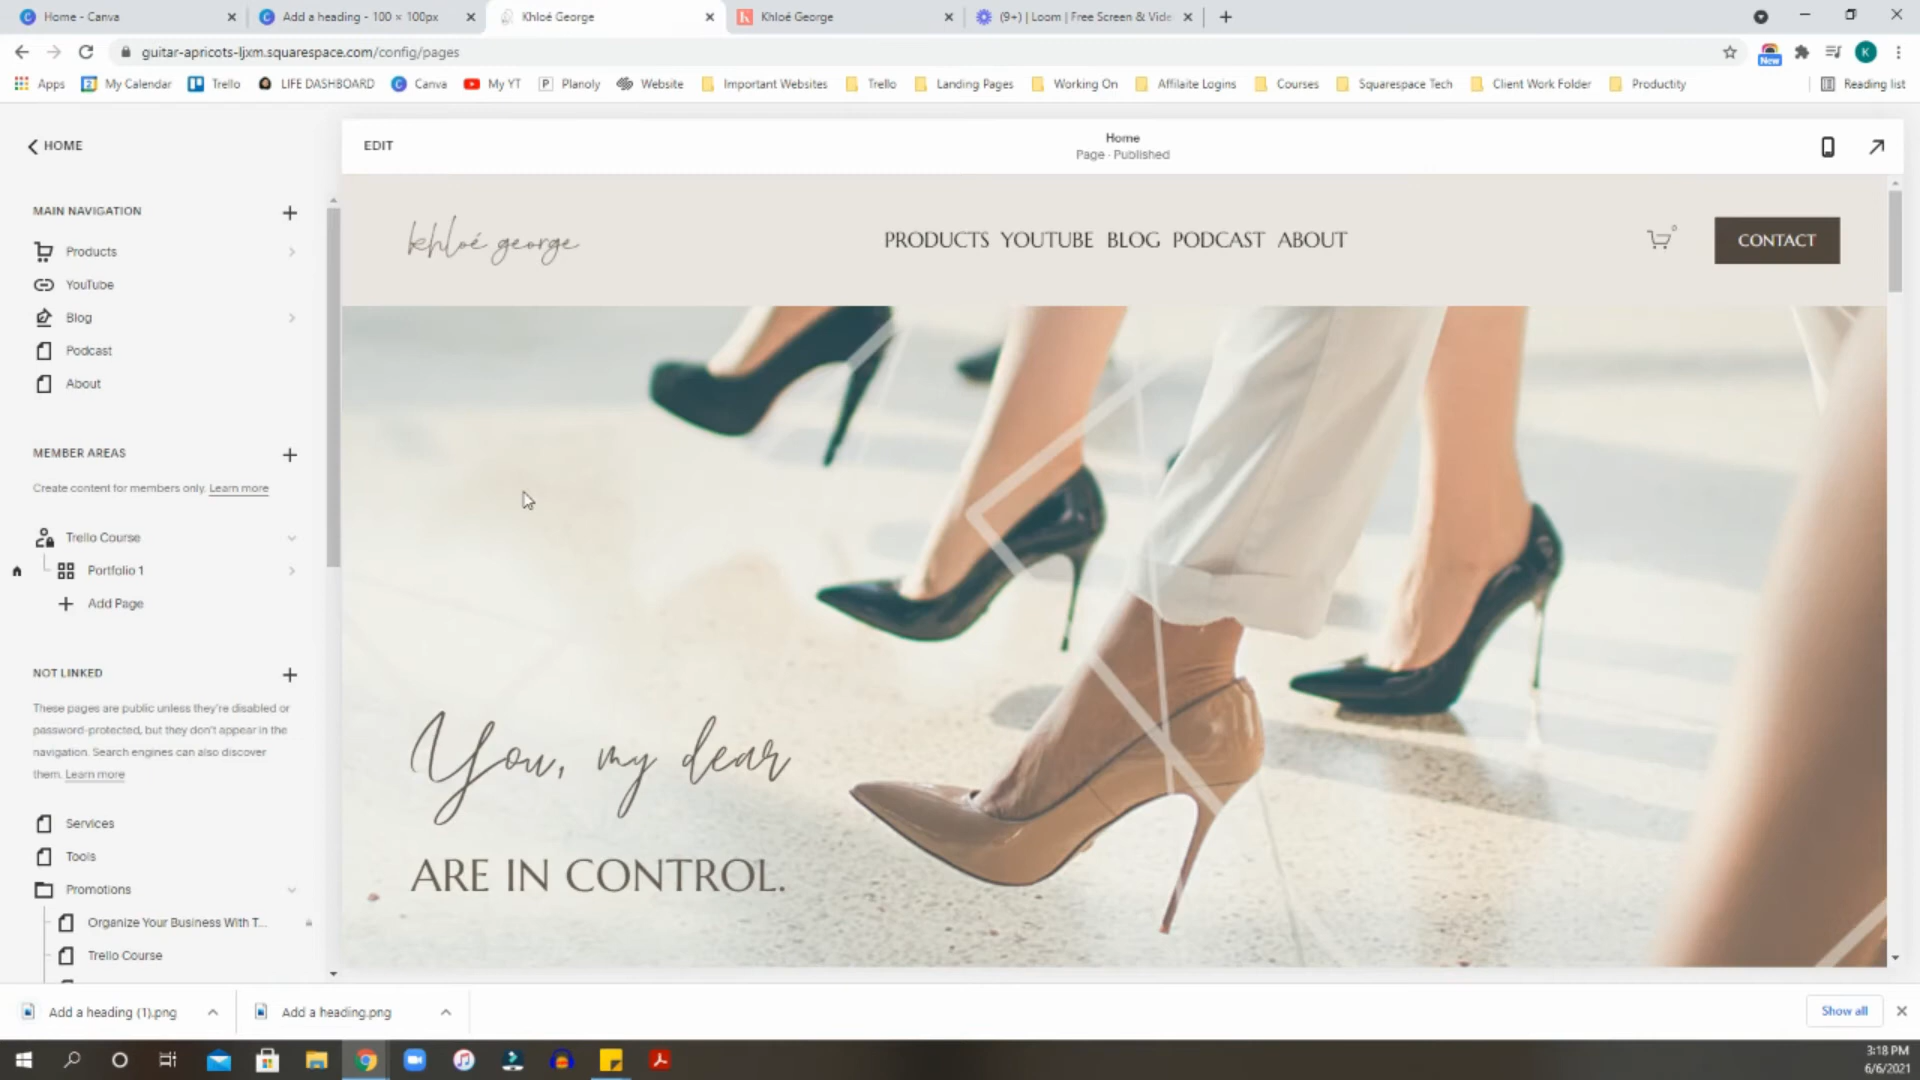 Home - Canva
Add a heading - 100 × 100px
Khloé George
Khloé George
(9+) | Loom | Free Screen & Vide
guitar-apricots-ljxm.squarespace.com/config/pages
New
K
Apps
My Calendar
Trello
LIFE DASHBOARD
Canva
My YT
Planoly
Website
Important Websites
Trello
Landing Pages
Working On
Affilaite Logins
Courses
Squarespace Tech
Client Work Folder
Productity
Reading list
HOME
EDIT
Home
Page · Published
MAIN NAVIGATION
Products
YouTube
Blog
Podcast
About
MEMBER AREAS
Create content for members only. Learn more
Trello Course
Portfolio 1
Add Page
NOT LINKED
These pages are public unless they're disabled or
password-protected, but they don't appear in the
navigation. Search engines can also discover
them. Learn more
Services
Tools
Promotions
Organize Your Business With T...
Trello Course
khloé george
PRODUCTS YOUTUBE BLOG PODCAST ABOUT
0
CONTACT
You, my dear
ARE IN CONTROL.
Add a heading (1).png
Add a heading.png
Show all
3:18 PM
6/6/2021